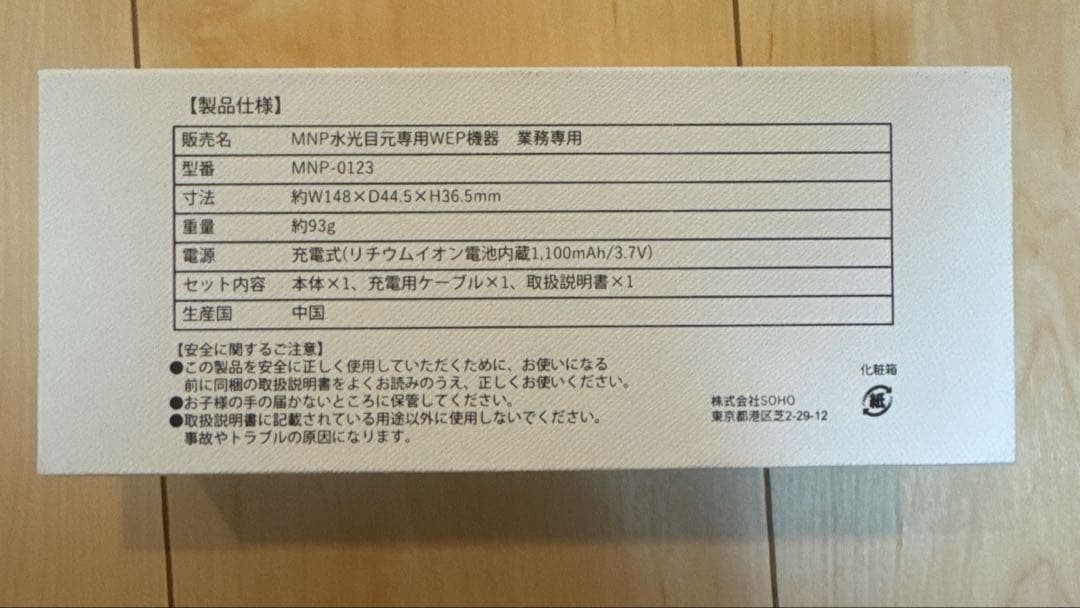 【製品仕様】
販売名 MNP水光目元専用WEP機器 業務専用
型番 MNP-0123
寸法 約W148×D44.5×H36.5mm
重量 約93g
電源 充電式(リチウムイオン電池内蔵1,100mAh/3.7V)
セット内容 本体×1、充電用ケーブル×1、取扱説明書×1
生産国 中国
【安全に関するご注意】
●この製品を安全に正しく使用していただくために、お使いになる
前に同梱の取扱説明書をよくお読みのうえ、正しくお使いください。
●お子様の手の届かないところに保管してください。
●取扱説明書に記載されている用途以外に使用しないでください。
事故やトラブルの原因になります。
株式会社SOHO
東京都港区芝2-29-12
化粧箱
紙